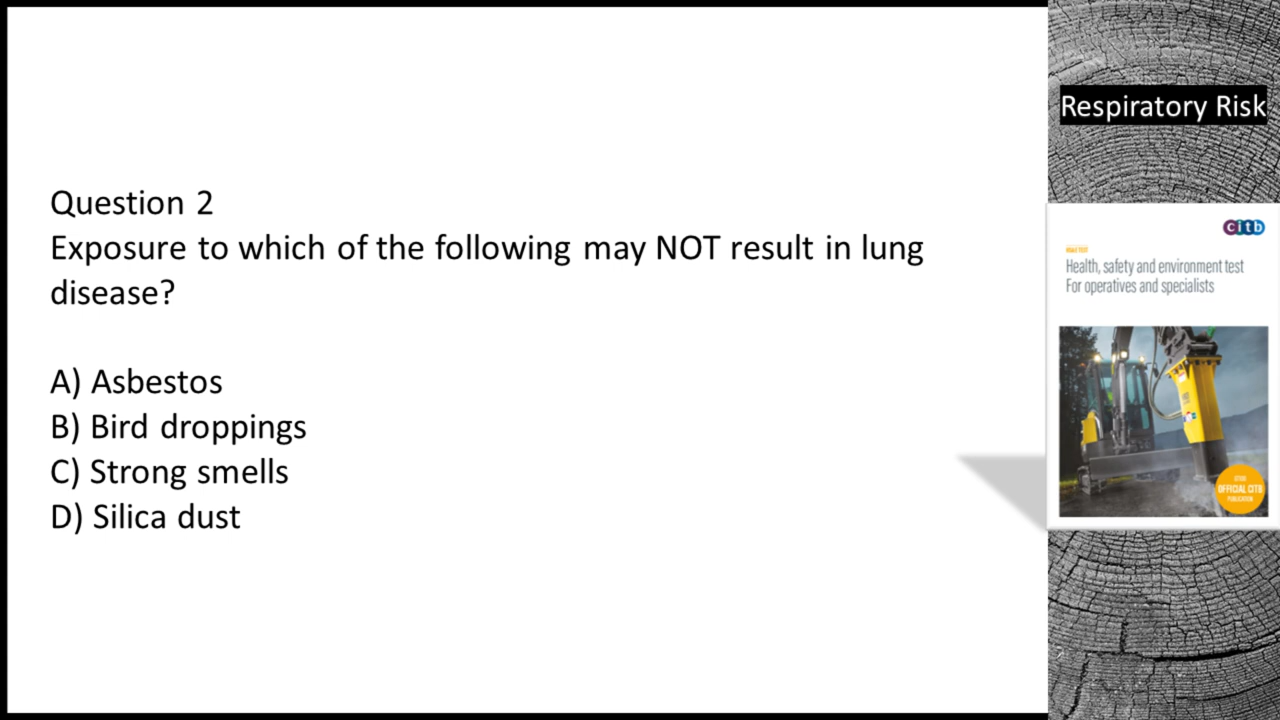 Question 2
Exposure to which of the following may NOT result in lung
disease?
A) Asbestos
B) Bird droppings
C) Strong smells
D) Silica dust
Respiratory Risk
citb
Health, safety and environment test
For operatives and specialists
OFFICIAL CITB
PUBLICATION